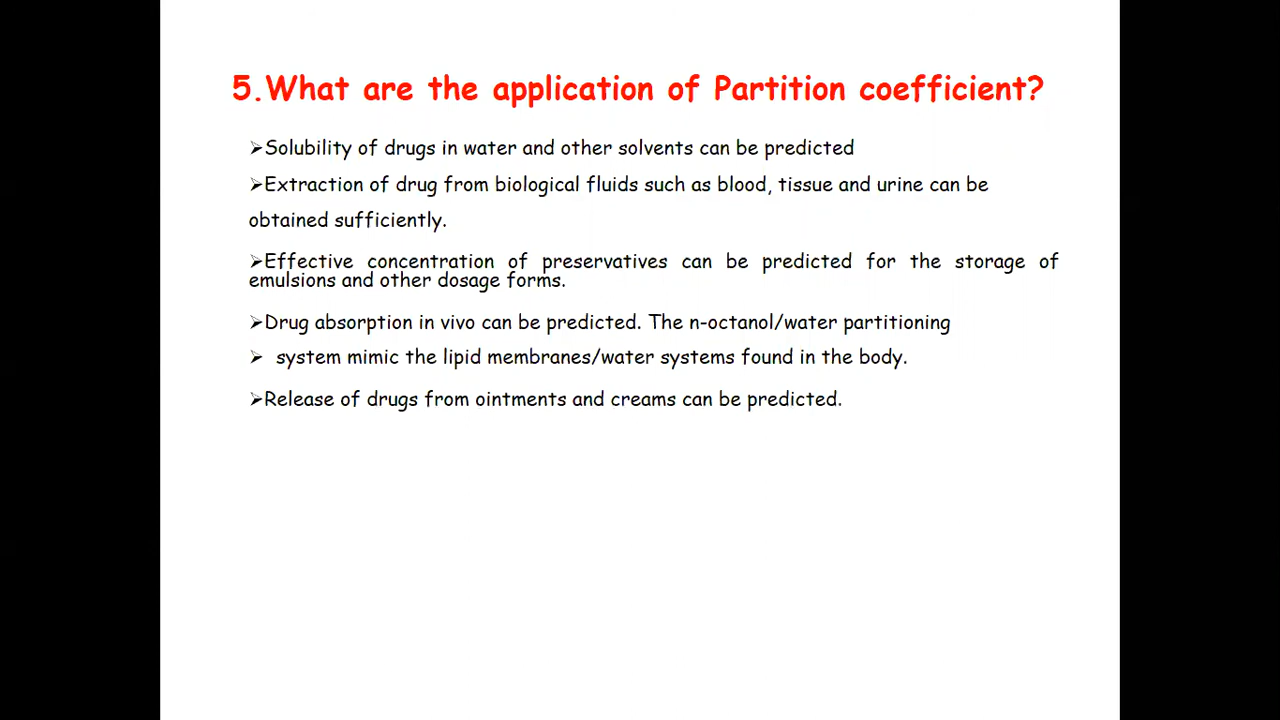 5.What are the application of Partition coefficient?
➢Solubility of drugs in water and other solvents can be predicted
➢Extraction of drug from biological fluids such as blood, tissue and urine can be
obtained sufficiently.
➢Effective concentration of preservatives can be predicted for the storage of
emulsions and other dosage forms.
➢Drug absorption in vivo can be predicted. The n-octanol/water partitioning
➢ system mimic the lipid membranes/water systems found in the body.
➢Release of drugs from ointments and creams can be predicted.